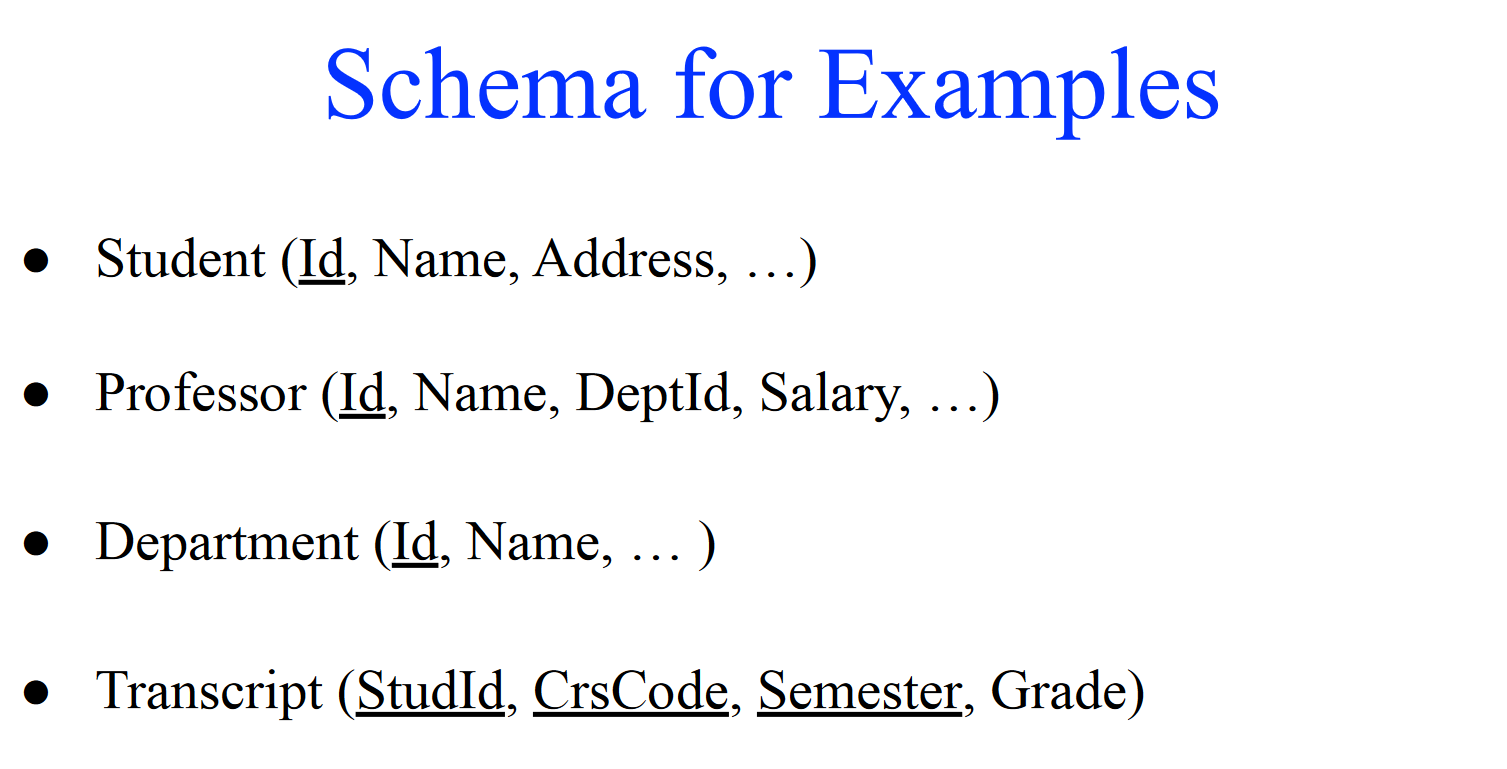 Schema for Examples
● Student (Id, Name, Address, …)
● Professor (Id, Name, DeptId, Salary, …)
● Department (Id, Name, … )
● Transcript (StudId, CrsCode, Semester, Grade)